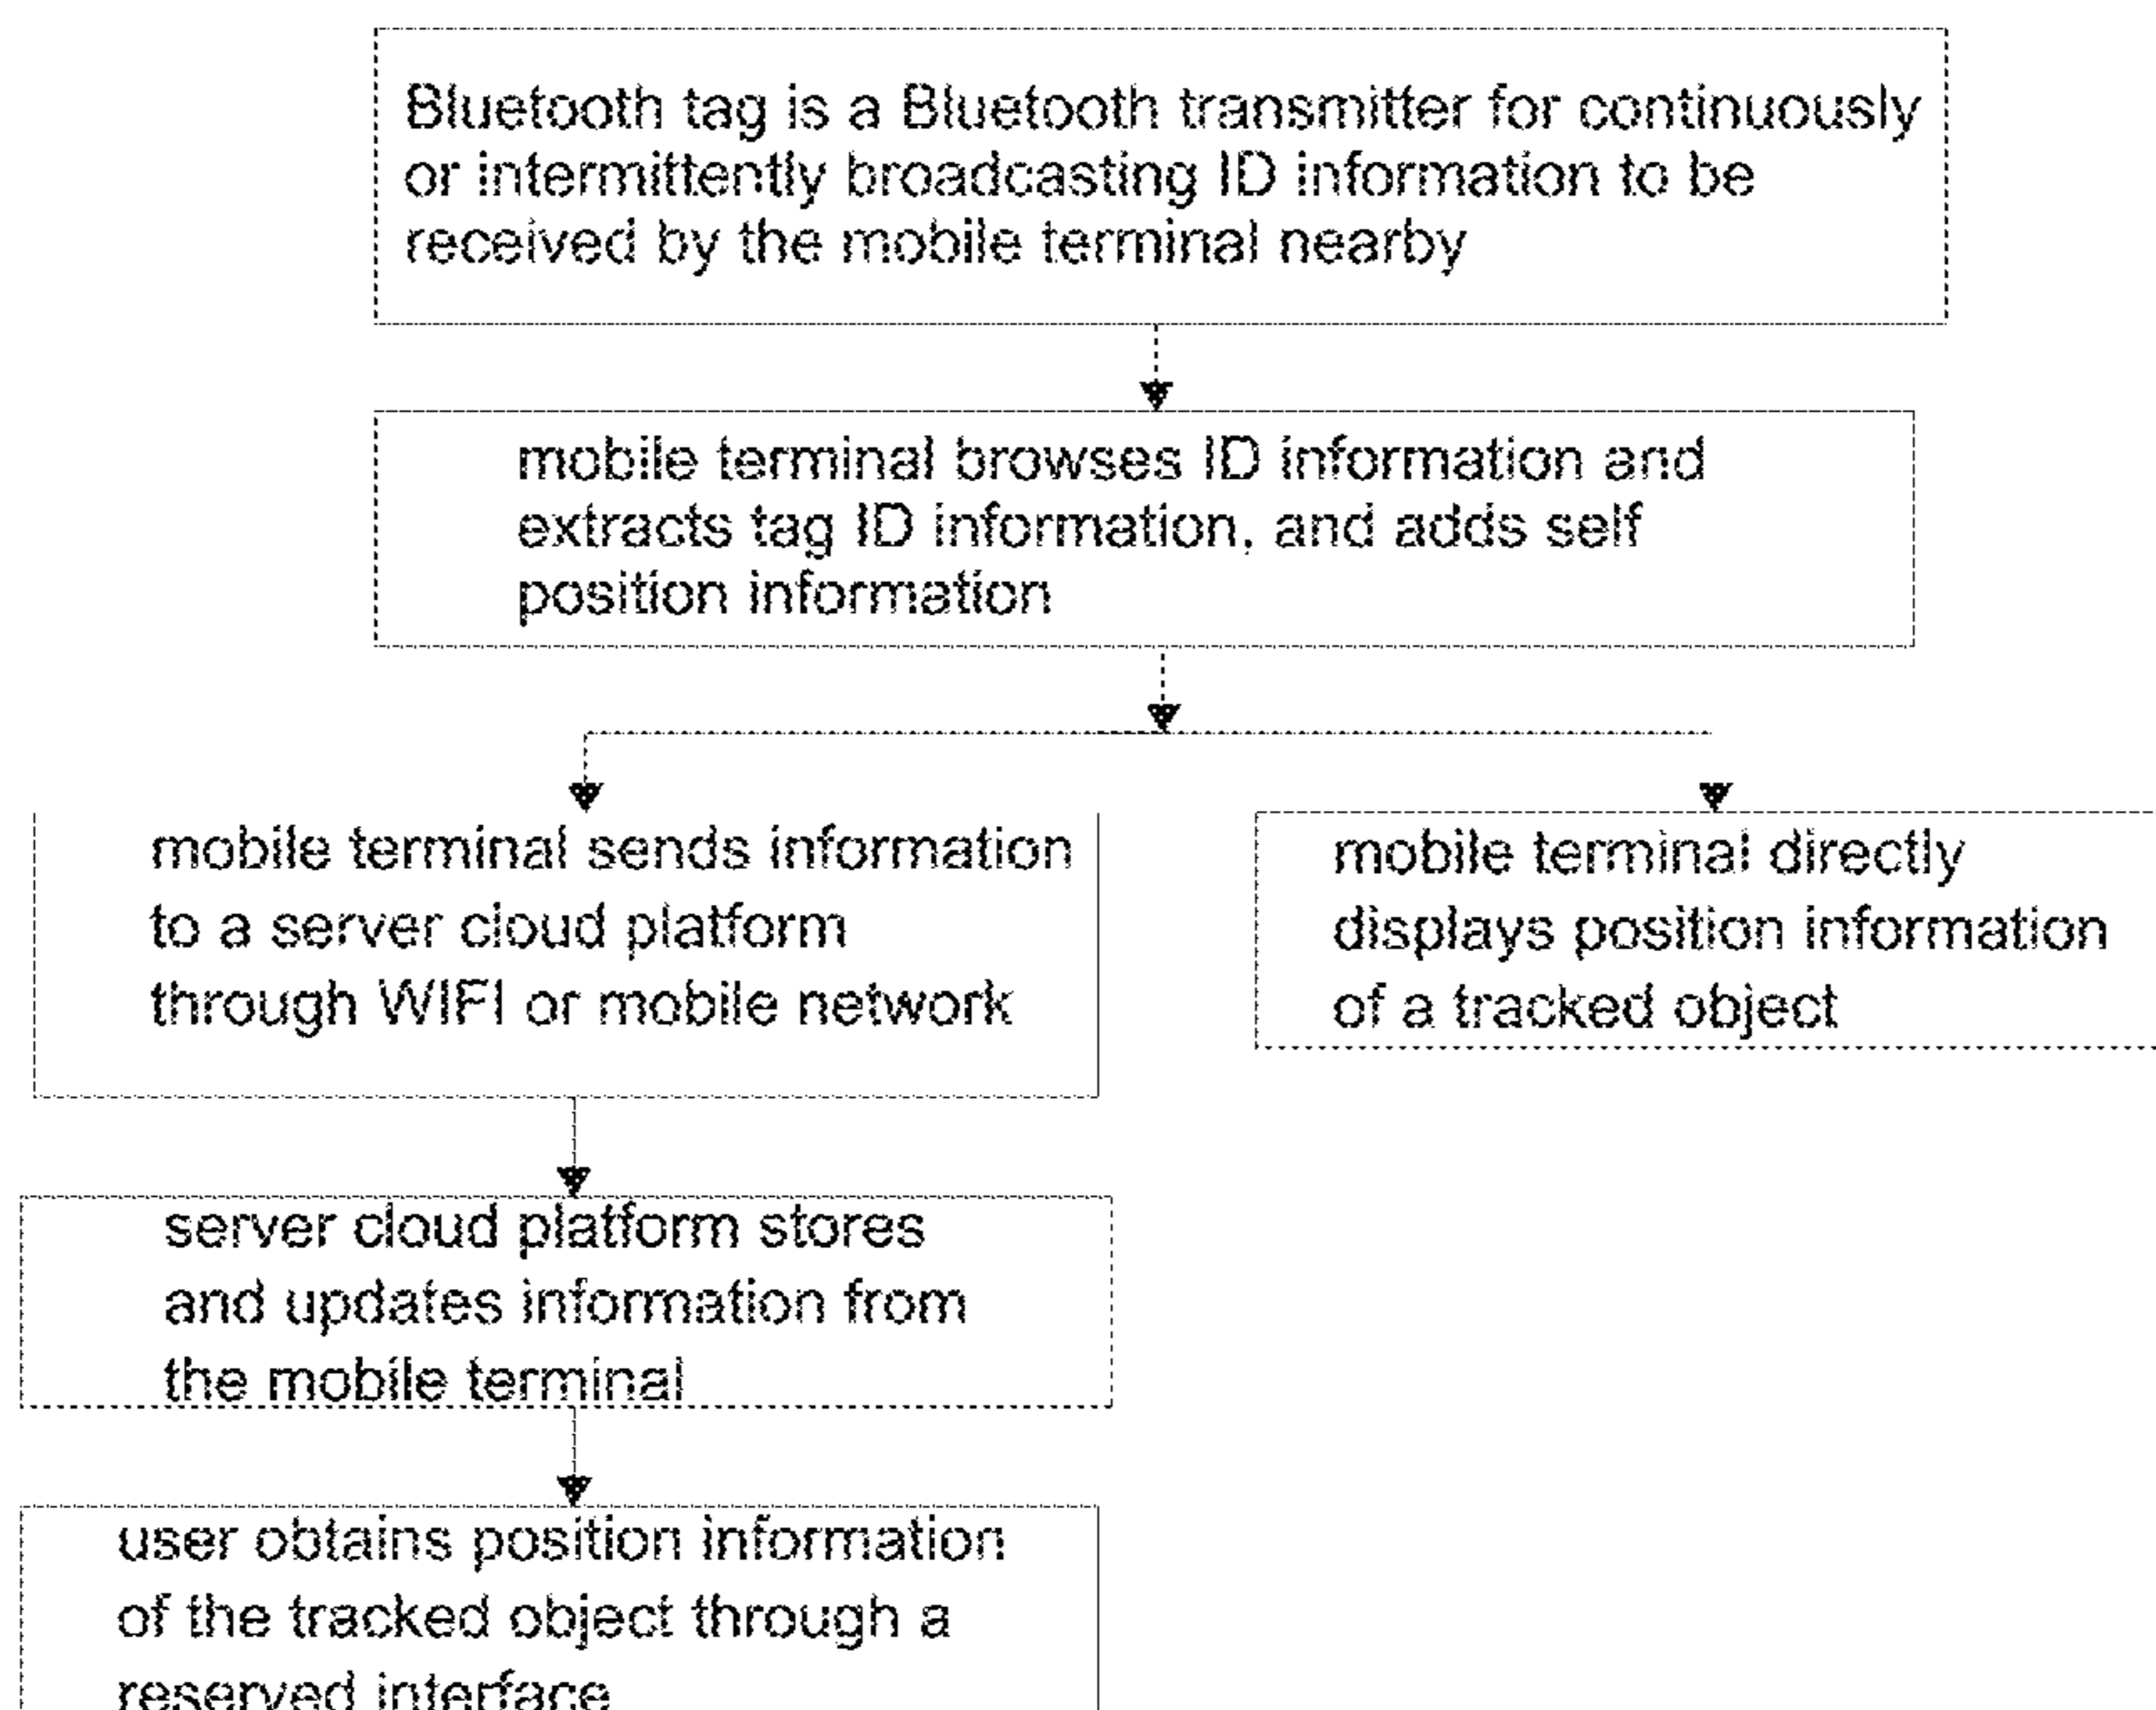 Bluetooth tag is a Bluetooth transmitter for continuously
or intermittently broadcasting ID information to be
received by the mobile terminal nearby
mobile terminal browses ID information and
extracts tag ID information, and adds self
position information
mobile terminal sends information
to a server cloud platform
through WIFI or mobile network
mobile terminal directly
displays position information
of a tracked object
server cloud platform stores
and updates information from
the mobile terminal
user obtains position information
of the tracked object through a
reserved interface